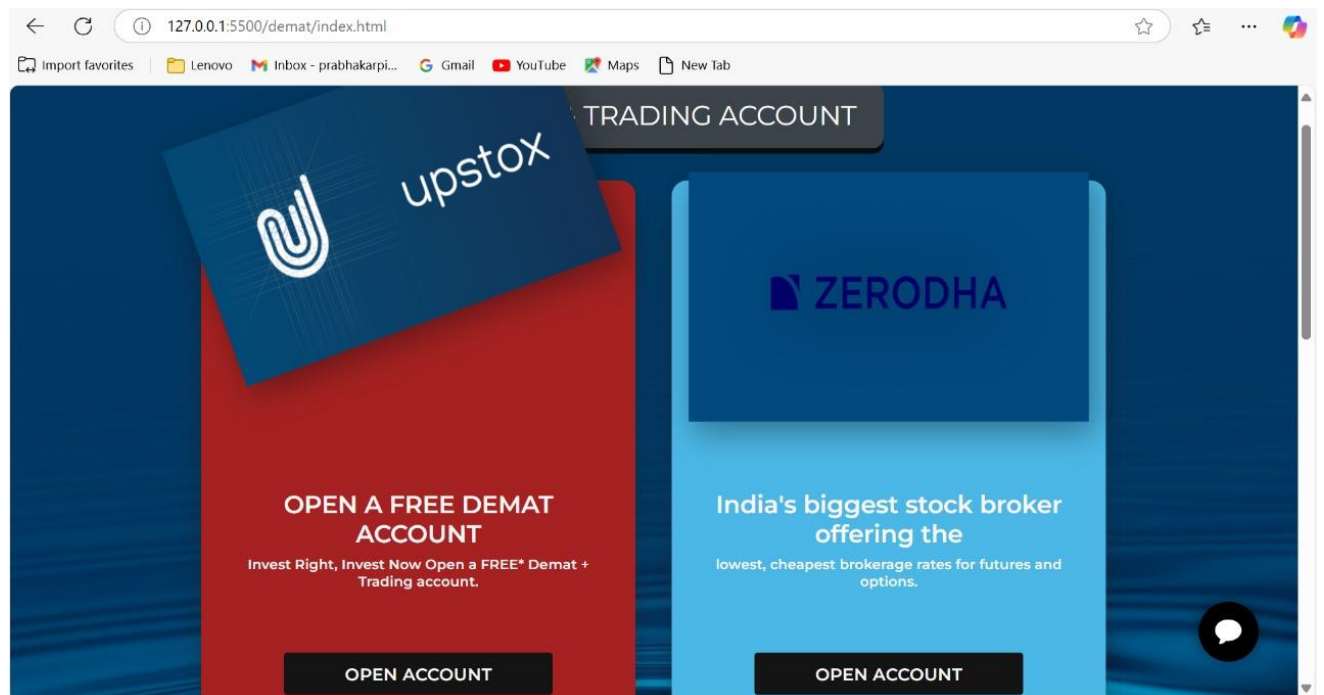 127.0.0.1:5500/demat/index.html
Import favorites Lenovo Inbox - prabhakarpi... Gmail YouTube Maps New Tab
TRADING ACCOUNT
upstox
ZERODHA
OPEN A FREE DEMAT
ACCOUNT
Invest Right, Invest Now Open a FREE* Demat +
Trading account.
OPEN ACCOUNT
India's biggest stock broker
offering the
lowest, cheapest brokerage rates for futures and
options.
OPEN ACCOUNT